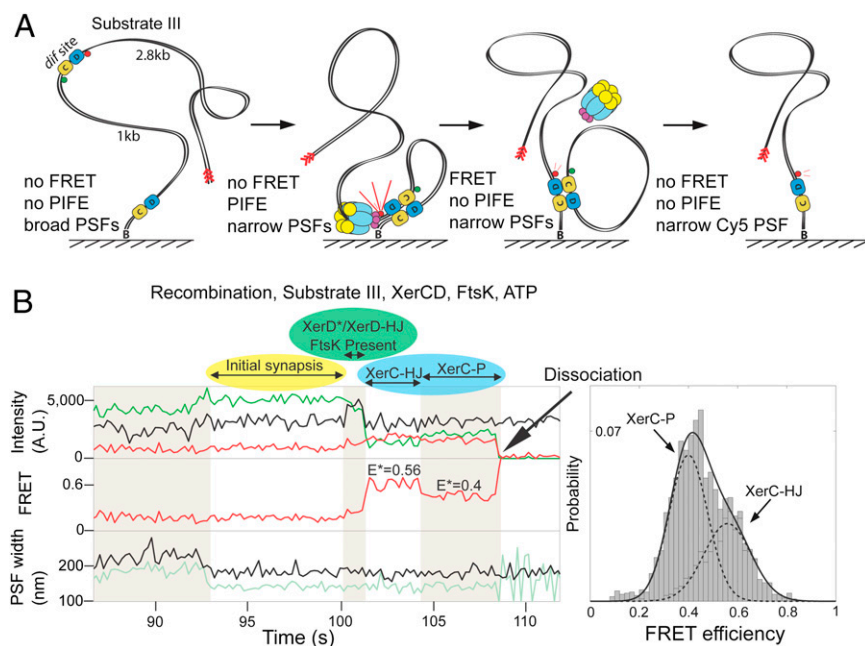 A
Substrate III
dif site
C
D
2.8kb
1kb
C
D
B
no FRET
no PIFE
broad PSFs
no FRET
PIFE
narrow PSFs
D
C
C
D
B
FRET
no PIFE
narrow PSFs
D
C
C
D
B
no FRET
no PIFE
narrow Cy5 PSF
D
C
B
B
Recombination, Substrate III, XerCD, FtsK, ATP
XerD*/XerD-HJ
FtsK Present
Initial synapsis
XerC-HJ
XerC-P
Dissociation
Intensity
(A.U.)
5,000
0
FRET
0.6
0
E*=0.56
E*=0.4
PSF width
(nm)
200
100
90
95
100
105
110
Time (s)
Probability
0.07
XerC-P
XerC-HJ
0
0.2
0.4
0.6
0.8
1
FRET efficiency